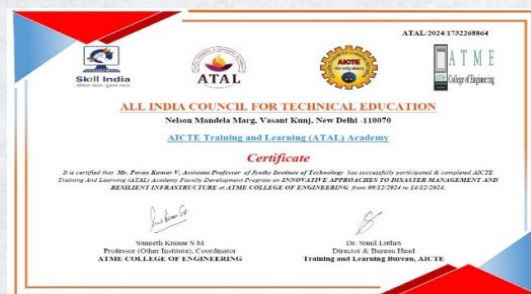 ATAL/2024/1732268864
Skill India
कौशल भारत - कुशल भारत
ATAL
AICTE
ATME
College of Engineering
ALL INDIA COUNCIL FOR TECHNICAL EDUCATION
Nelson Mandela Marg, Vasant Kunj, New Delhi -110070
AICTE Training and Learning (ATAL) Academy
Certificate
It is certified that Mr. Pavan Kumar V, Assistant Professor of Jyothy Institute of Technology has successfully participated & completed AICTE
Training And Learning (ATAL) Academy Faculty Development Program on INNOVATIVE APPROACHES TO DISASTER MANAGEMENT AND
RESILIENT INFRASTRUCTURE at ATME COLLEGE OF ENGINEERING from 09/12/2024 to 14/12/2024.
Suneeth Kumar S M
Dr. Sunil Luthra
Professor (Other Institute), Coordinator
Director & Bureau Head
ATME COLLEGE OF ENGINEERING
Training and Learning Bureau, AICTE